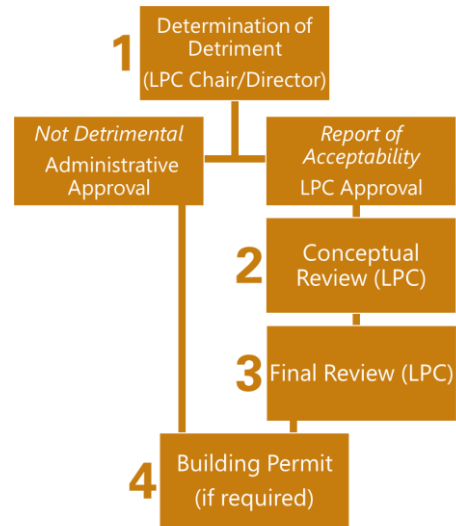 1
Determination of
Detriment
(LPC Chair/Director)
Not Detrimental
Administrative
Approval
Report of
Acceptability
LPC Approval
2
Conceptual
Review (LPC)
3
Final Review (LPC)
4
Building Permit
(if required)